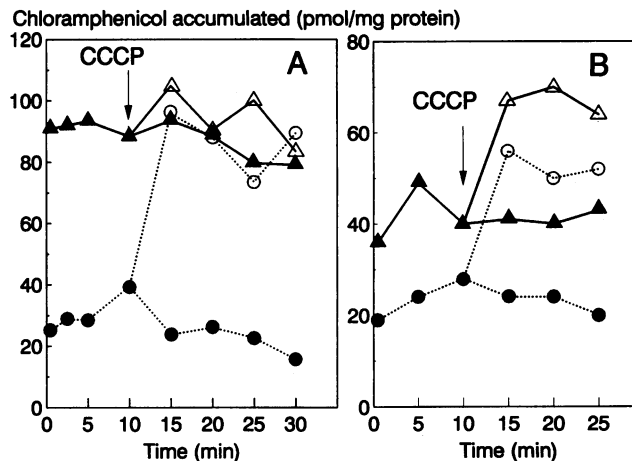 Chloramphenicol accumulated (pmol/mg protein)
120
100
80
60
40
20
0
CCCP
A
0 5 10 15 20 25 30
Time (min)
80
60
40
20
0
CCCP
B
0 5 10 15 20 25
Time (min)